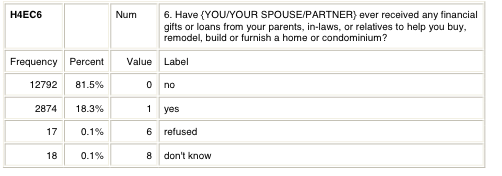 H4EC6 Num 6. Have {YOU/YOUR SPOUSE/PARTNER} ever received any financial
gifts or loans from your parents, in-laws, or relatives to help you buy,
remodel, build or furnish a home or condominium?
Frequency Percent Value Label
12792 81.5% 0 no
2874 18.3% 1 yes
17 0.1% 6 refused
18 0.1% 8 don't know